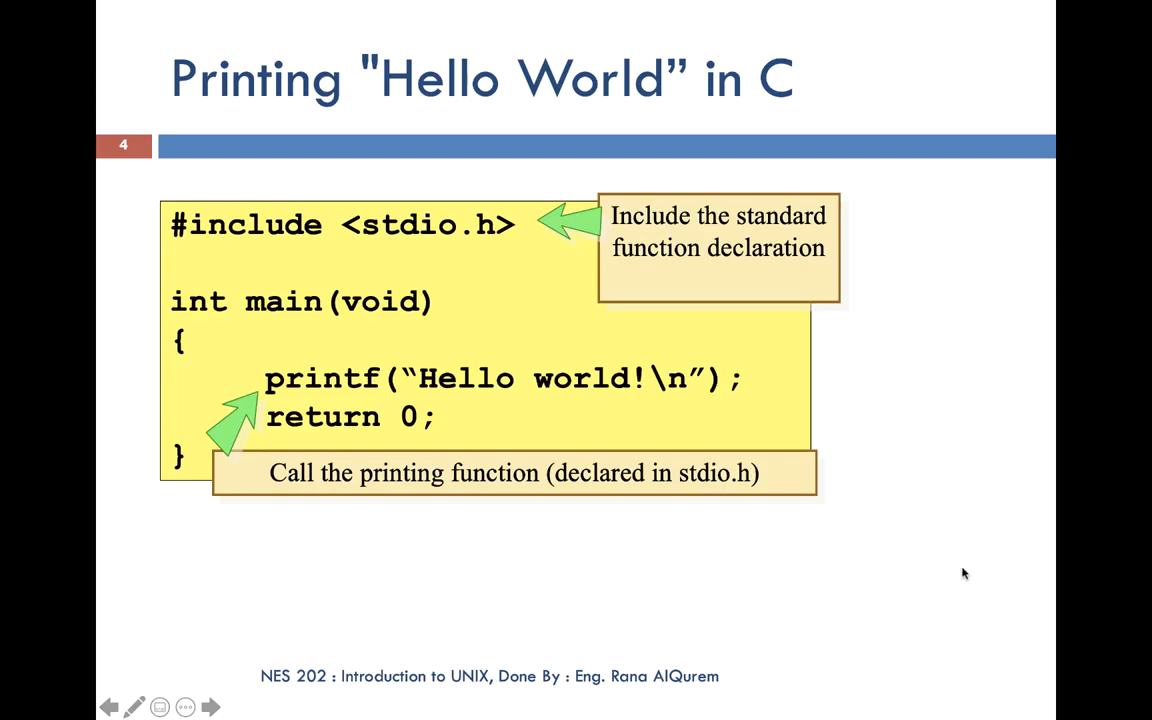 Printing "Hello World” in C
4
#include <stdio.h>
Include the standard
function declaration
int main(void)
{
printf(“Hello world!\n”);
return 0;
}
Call the printing function (declared in stdio.h)
NES 202 : Introduction to UNIX, Done By : Eng. Rana AlQurem